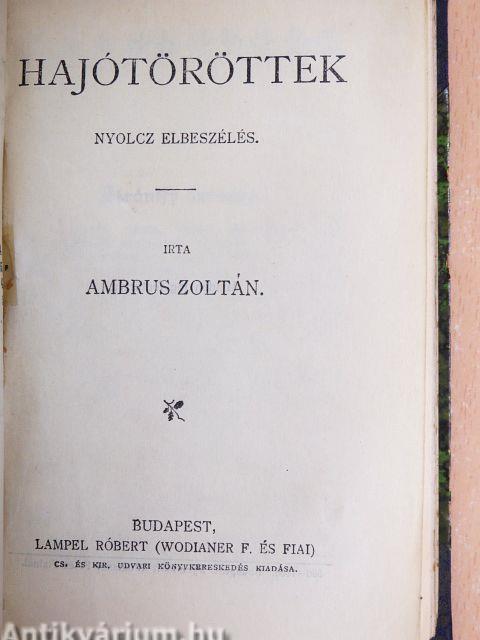 HAJÓTÖRÖTTEK
NYOLCZ ELBESZÉLÉS.
IRTA
AMBRUS ZOLTÁN.
BUDAPEST,
LAMPEL RÓBERT (WODIANER F. ÉS FIAI)
CS. ÉS KIR. UDVARI KÖNYVKERESKEDÉS KIADÁSA.
Antikvárium.hu